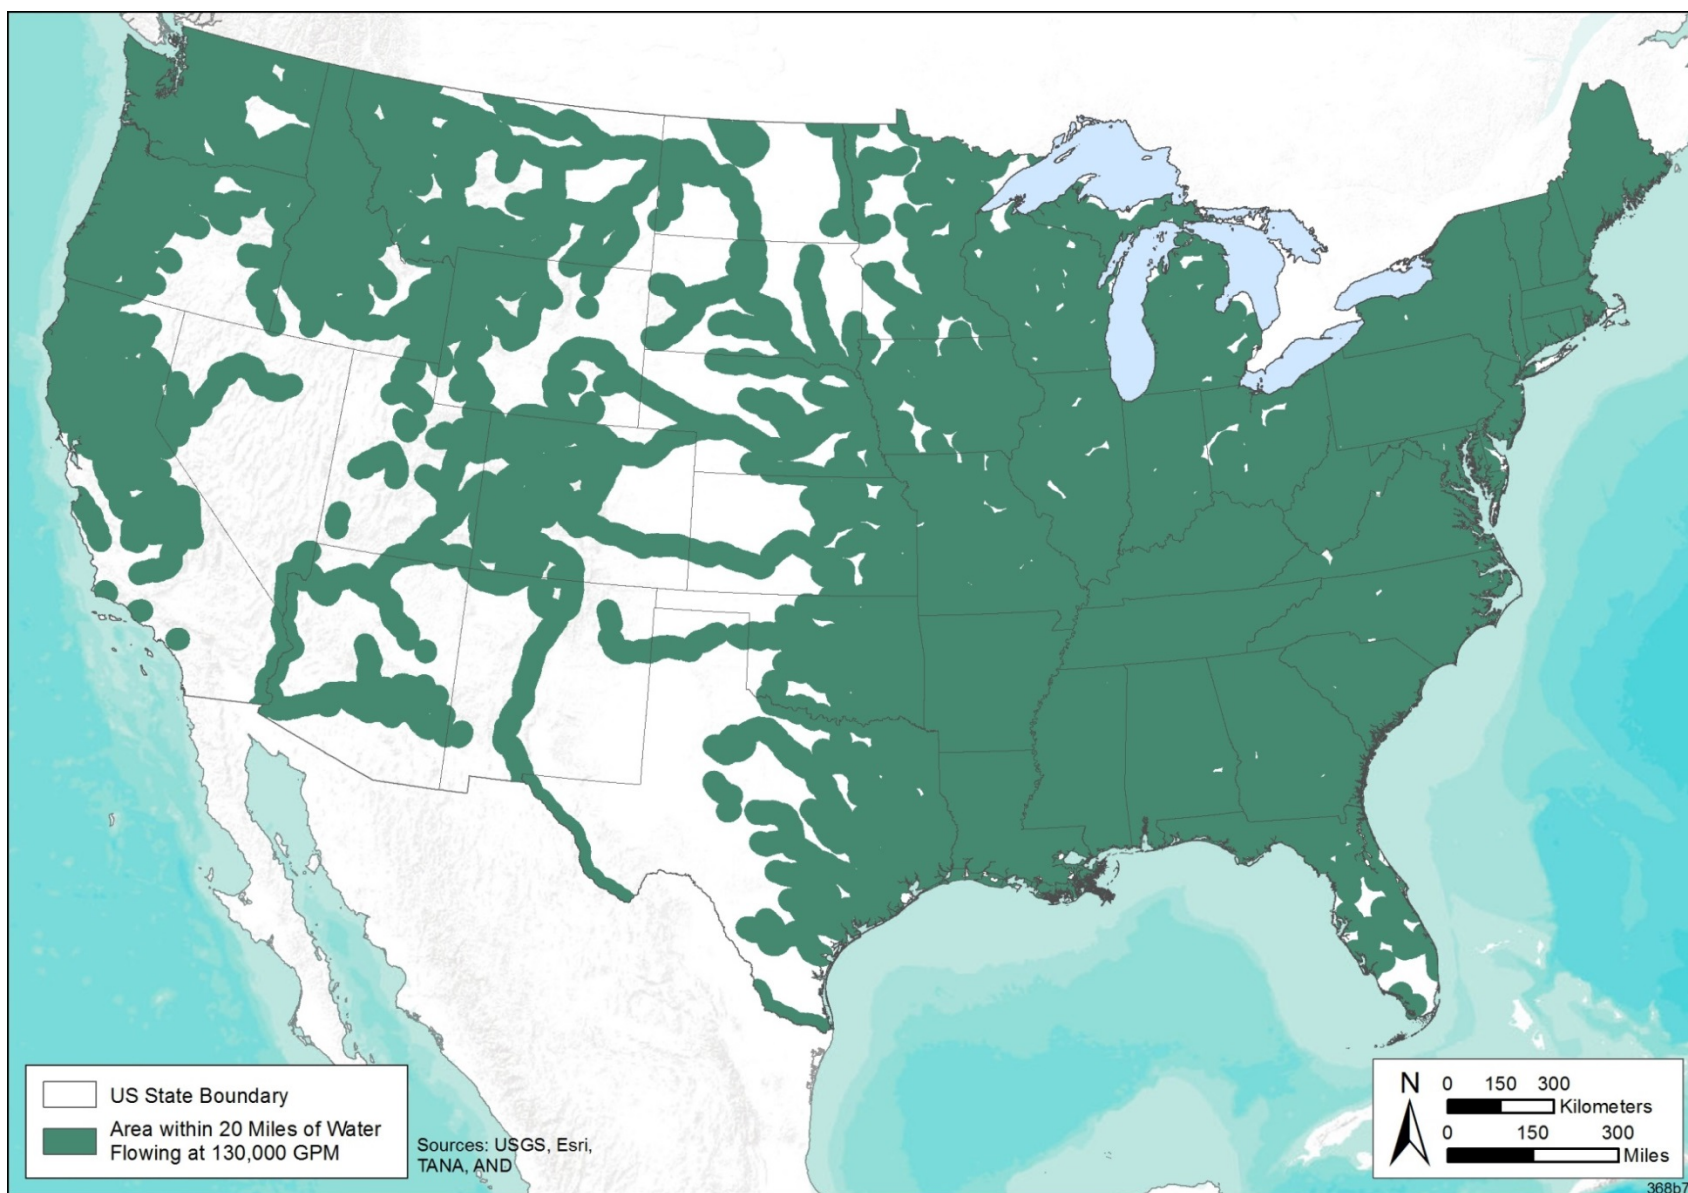 US State Boundary
Area within 20 Miles of Water
Flowing at 130,000 GPM
Sources: USGS, Esri,
TANA, AND
N
0 150 300
Kilometers
0 150 300
Miles
368b7